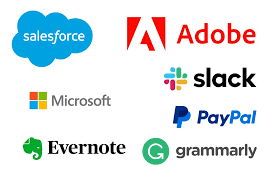 salesforce
Adobe
slack
Microsoft
PayPal
Evernote
grammarly